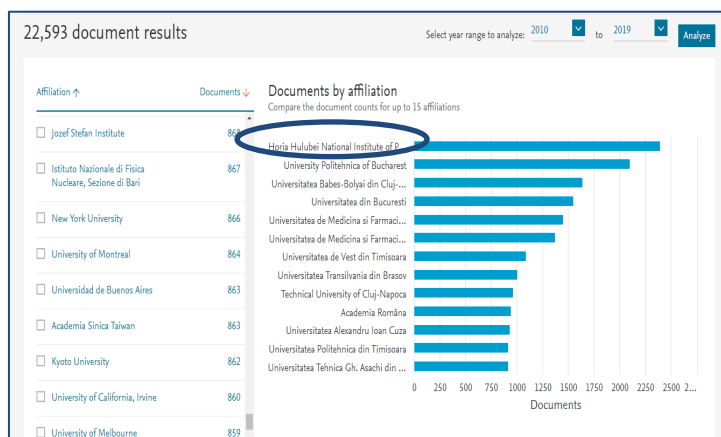 22,593 document results
Select year range to analyze: 2010 to 2019 Analyze
Affiliation ↑ Documents ↓
Jozef Stefan Institute 868
Istituto Nazionale di Fisica
Nucleare, Sezione di Bari 867
New York University 866
University of Montreal 864
Universidad de Buenos Aires 863
Academia Sinica Taiwan 863
Kyoto University 862
University of California, Irvine 860
University of Melbourne 859
Documents by affiliation
Compare the document counts for up to 15 affiliations
Horia Hulubei National Institute of P...
University Politehnica of Bucharest
Universitatea Babes-Bolyai din Cluj-...
Universitatea din Bucuresti
Universitatea de Medicina si Farmaci...
Universitatea de Medicina si Farmaci...
Universitatea de Vest din Timisoara
Universitatea Transilvania din Brasov
Technical University of Cluj-Napoca
Academia Română
Universitatea Alexandru Ioan Cuza
Universitatea Politehnica din Timisoara
Universitatea Tehnica Gh. Asachi din ...
0 250 500 750 1000 1250 1500 1750 2000 2250 2500 2...
Documents